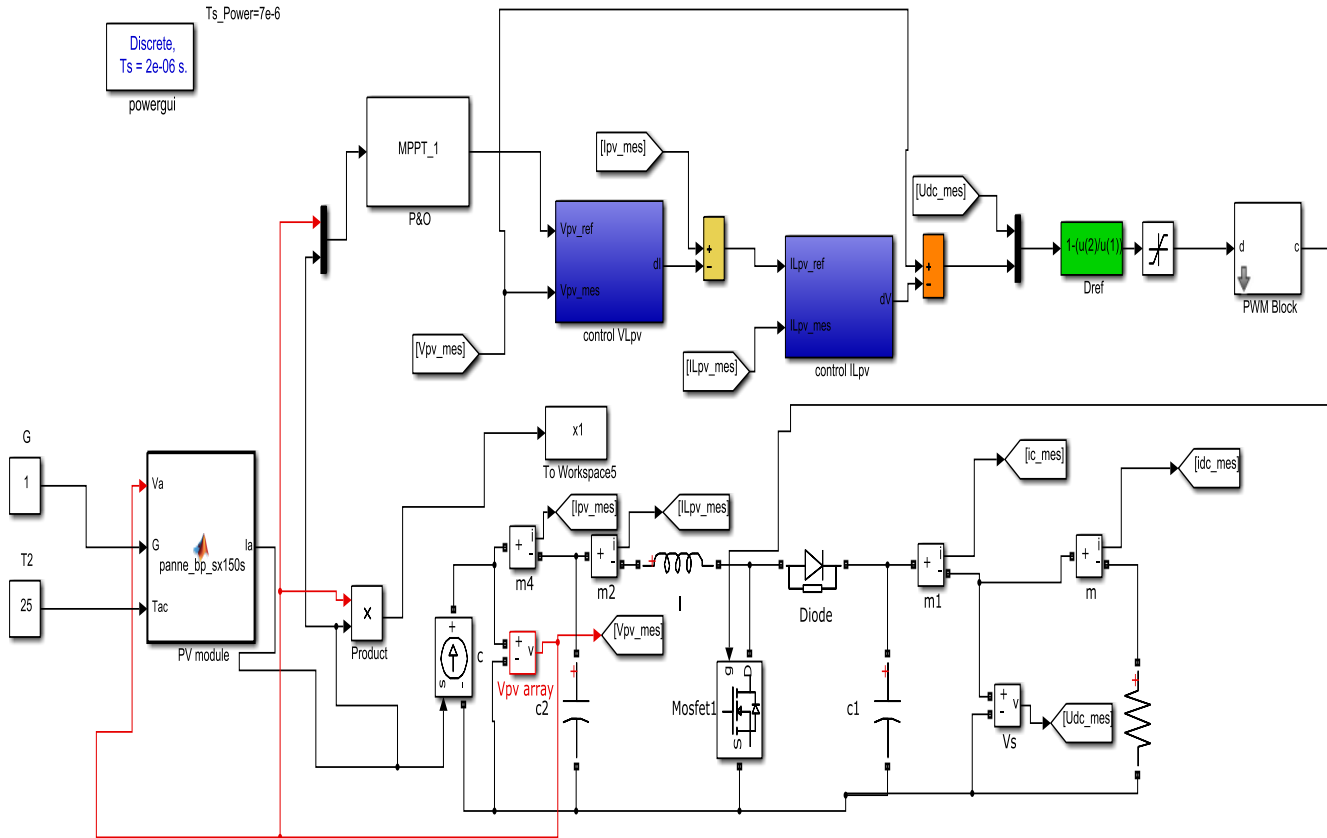 Ts_Power=7e-6
Discrete,
Ts = 2e-06 s.
powergui
MPPT_1
P&O
[Ipv_mes]
Vpv_ref
dI
Vpv_mes
control VLpv
[Vpv_mes]
+
−
ILpv_ref
dV
ILpv_mes
control ILpv
[ILpv_mes]
[Udc_mes]
+
−
1-(u(2)/u(1))
Dref
d
c
PWM Block
G
1
T2
25
Va
G
Tac
Ia
panne_bp_sx150s
PV module
x
Product
x1
To Workspace5
+
s
−
c
[Ipv_mes]
+
i
−
m4
[ILpv_mes]
+
i
−
m2
+
l
+
v
−
Vpv array
[Vpv_mes]
+
c2
g
D
S
Mosfet1
Diode
+
c1
[ic_mes]
+
i
−
m1
[idc_mes]
+
i
−
m
+
v
−
Vs
[Udc_mes]
+